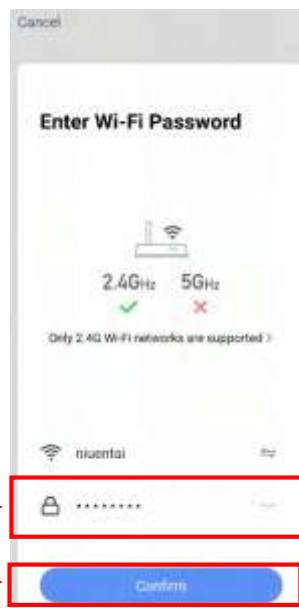 Cancel
Enter Wi-Fi Password
2.4GHz 5GHz
Only 2.4G Wi-Fi networks are supported >
niuentai
••••••••
Confirm